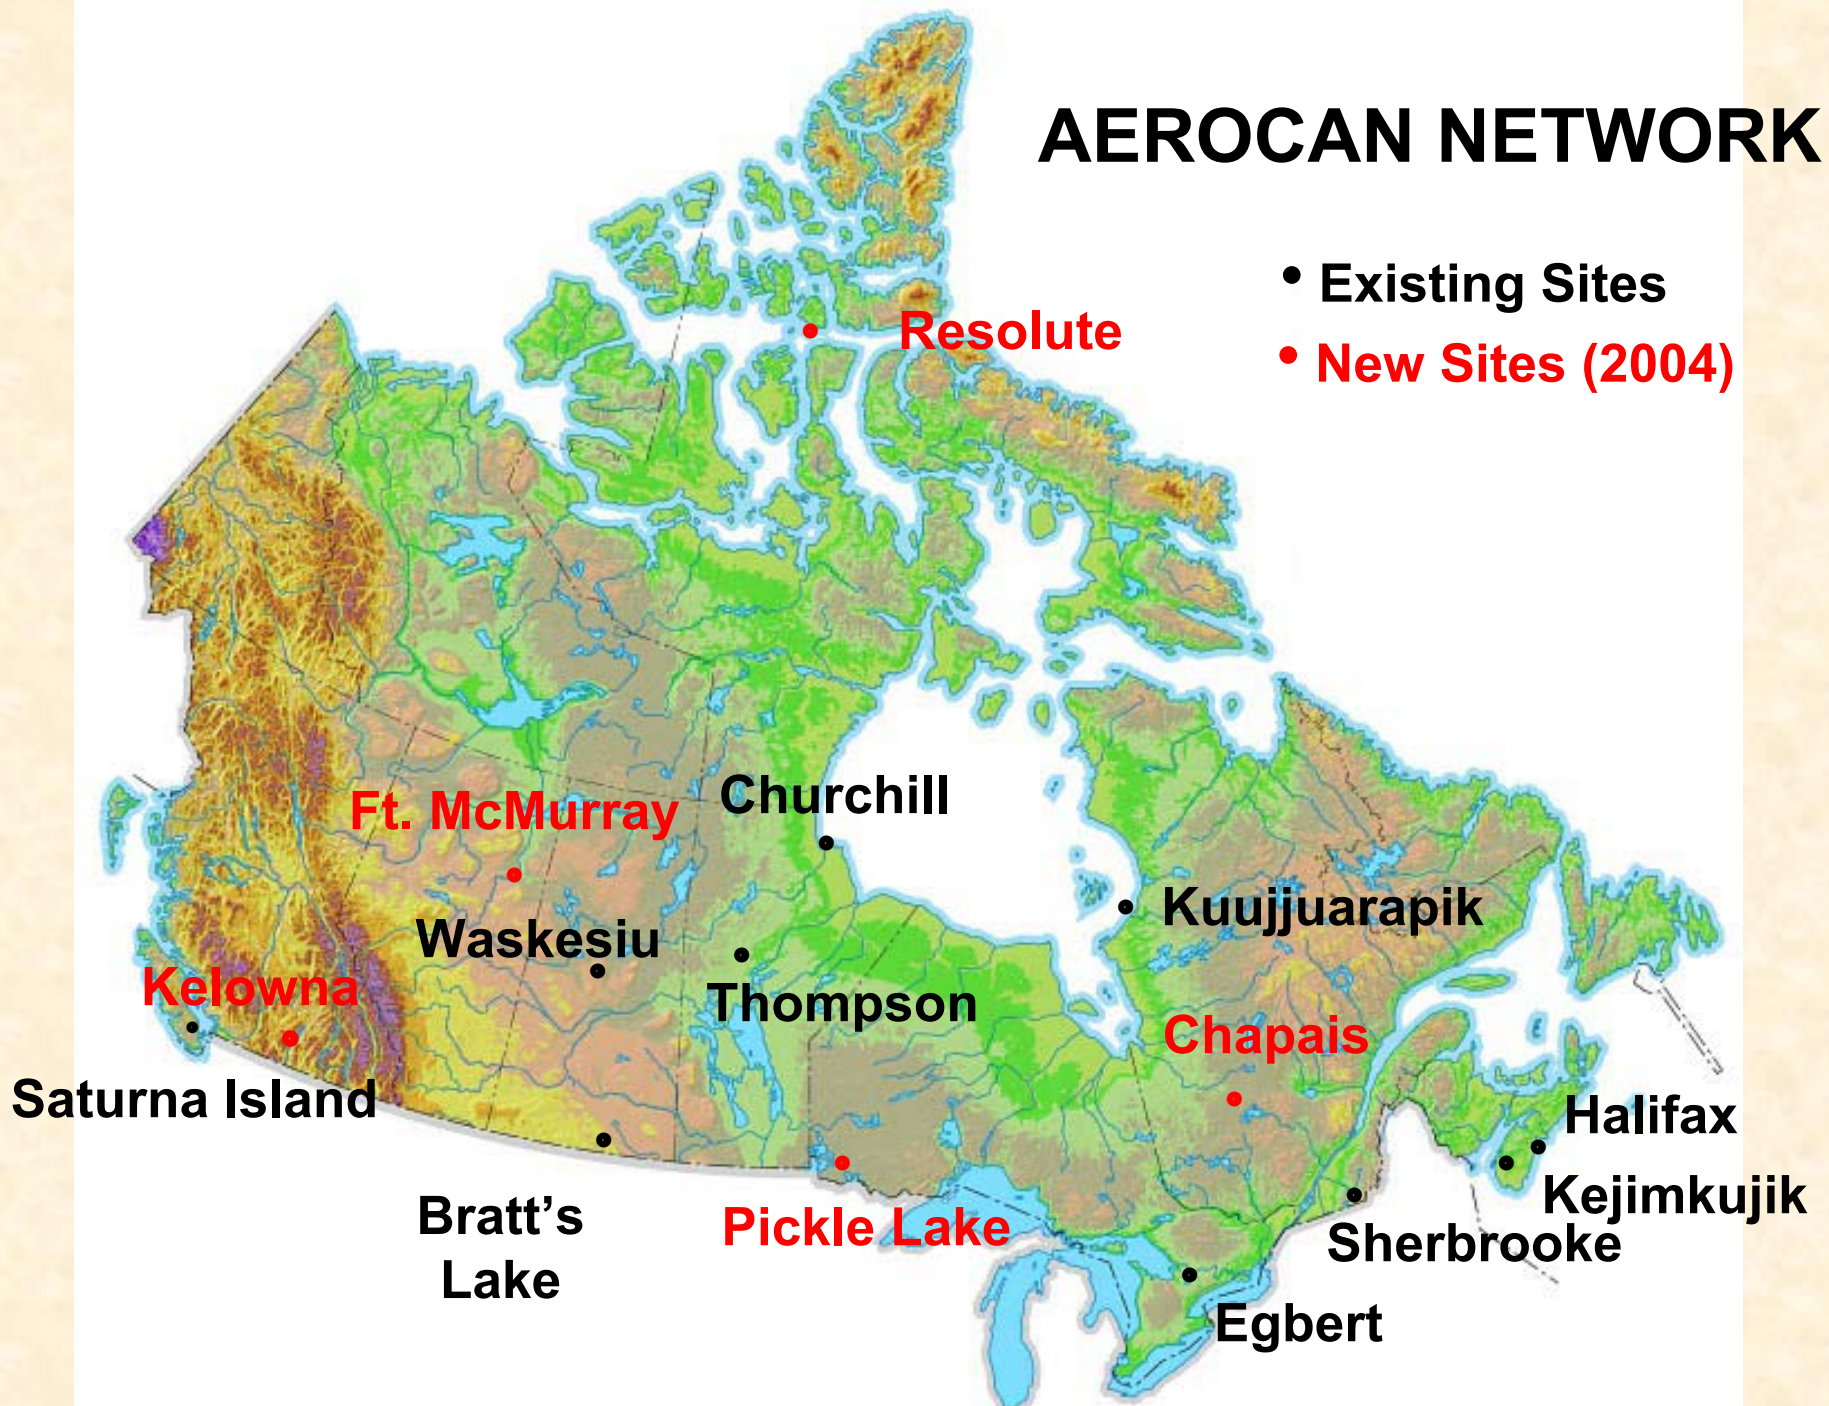 AEROCAN NETWORK
• Existing Sites
• New Sites (2004)
Resolute
Ft. McMurray
Churchill
Waskesiu
Kuujjuarapik
Kelowna
Thompson
Chapais
Saturna Island
Halifax
Kejimkujik
Bratt’s
Lake
Pickle Lake
Sherbrooke
Egbert